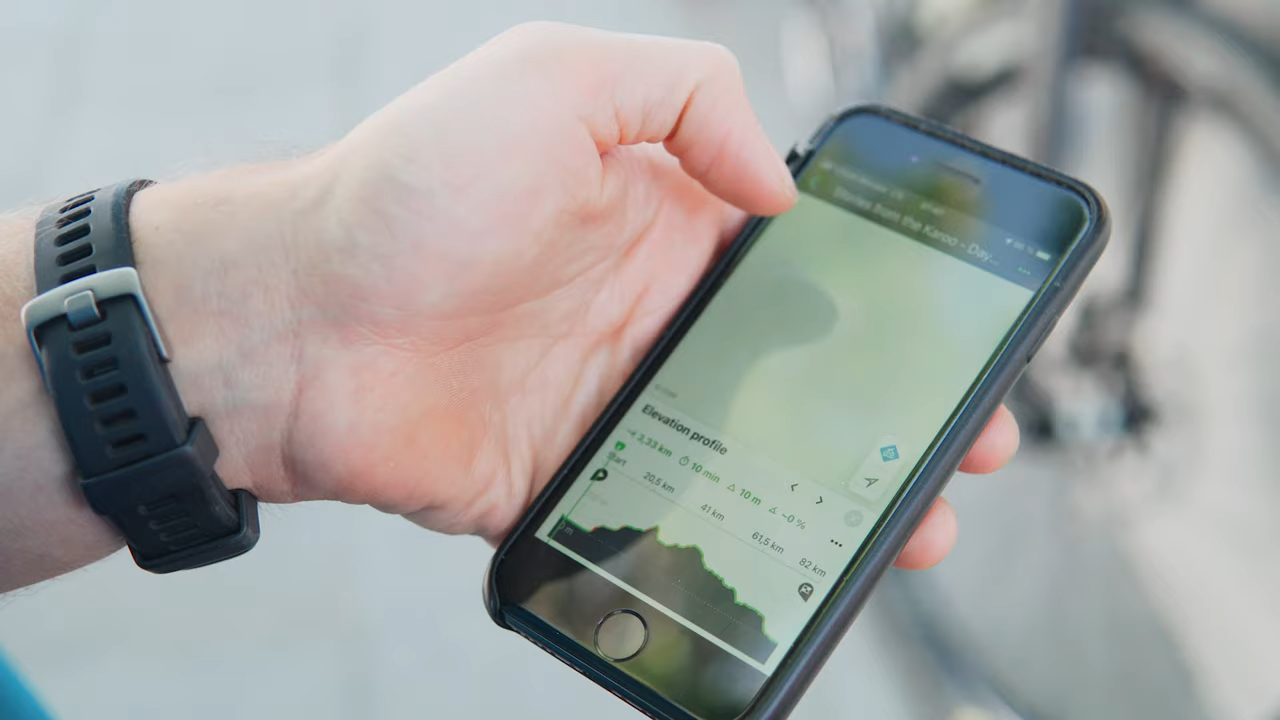 Stories from the Karoo - Day...
Elevation profile
3,33 km 10 min 10 m ~0 %
Start 20,5 km 41 km 61,5 km 82 km